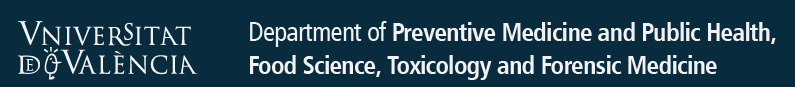 VNIVERSITAT
DE VALÈNCIA
Department of Preventive Medicine and Public Health,
Food Science, Toxicology and Forensic Medicine